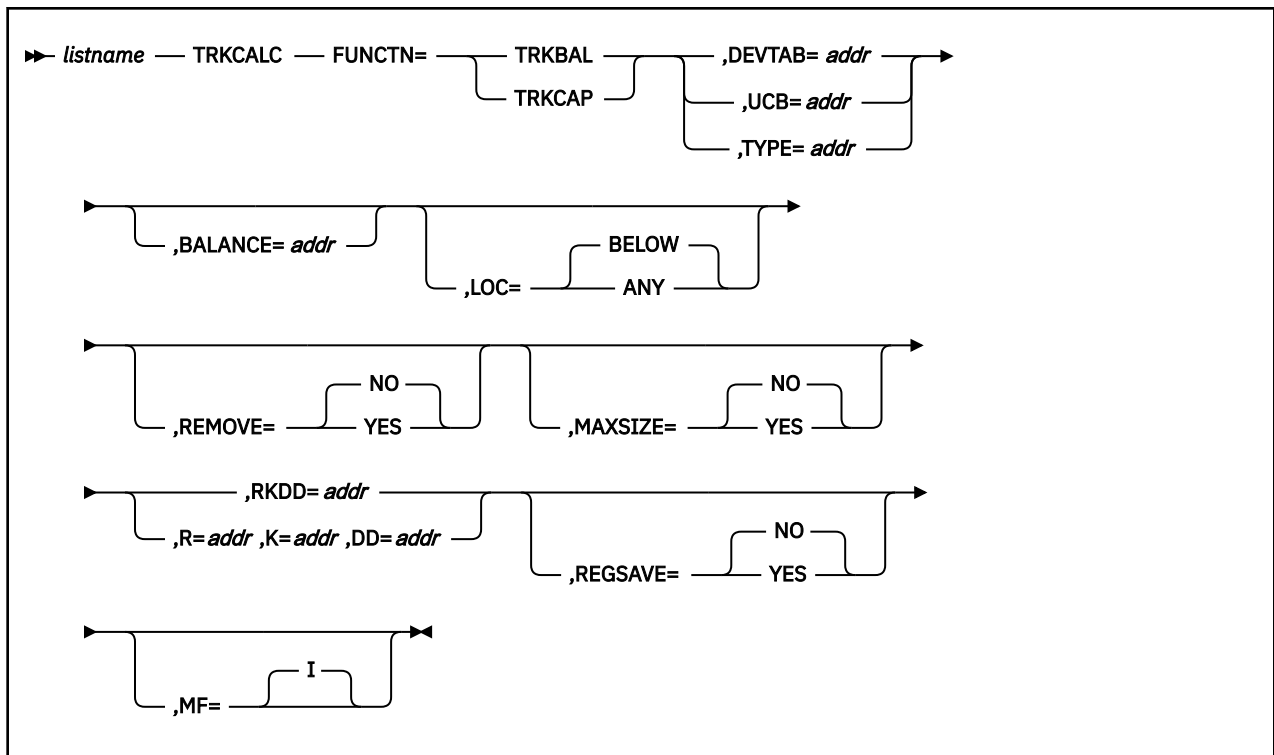 listname TRKCALC FUNCTN= TRKBAL ,DEVTAB= addr
TRKCAP ,UCB= addr
,TYPE= addr
,BALANCE= addr BELOW
,LOC= ANY
NO NO
,REMOVE= YES ,MAXSIZE= YES
,RKDD= addr
,R= addr ,K= addr ,DD= addr NO
,REGSAVE= YES
I
,MF=